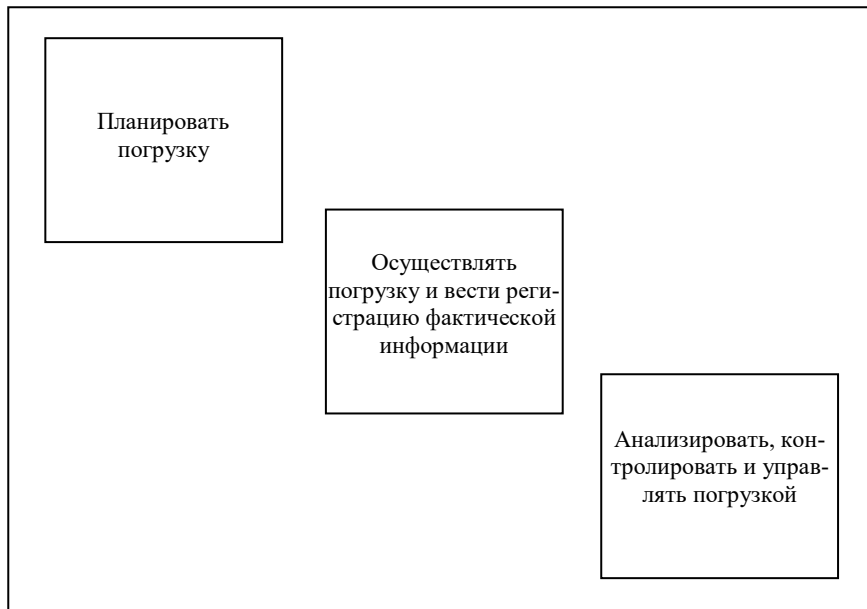 Планировать
погрузку
Осуществлять
погрузку и вести реги-
страцию фактической
информации
Анализировать, кон-
тролировать и управ-
лять погрузкой